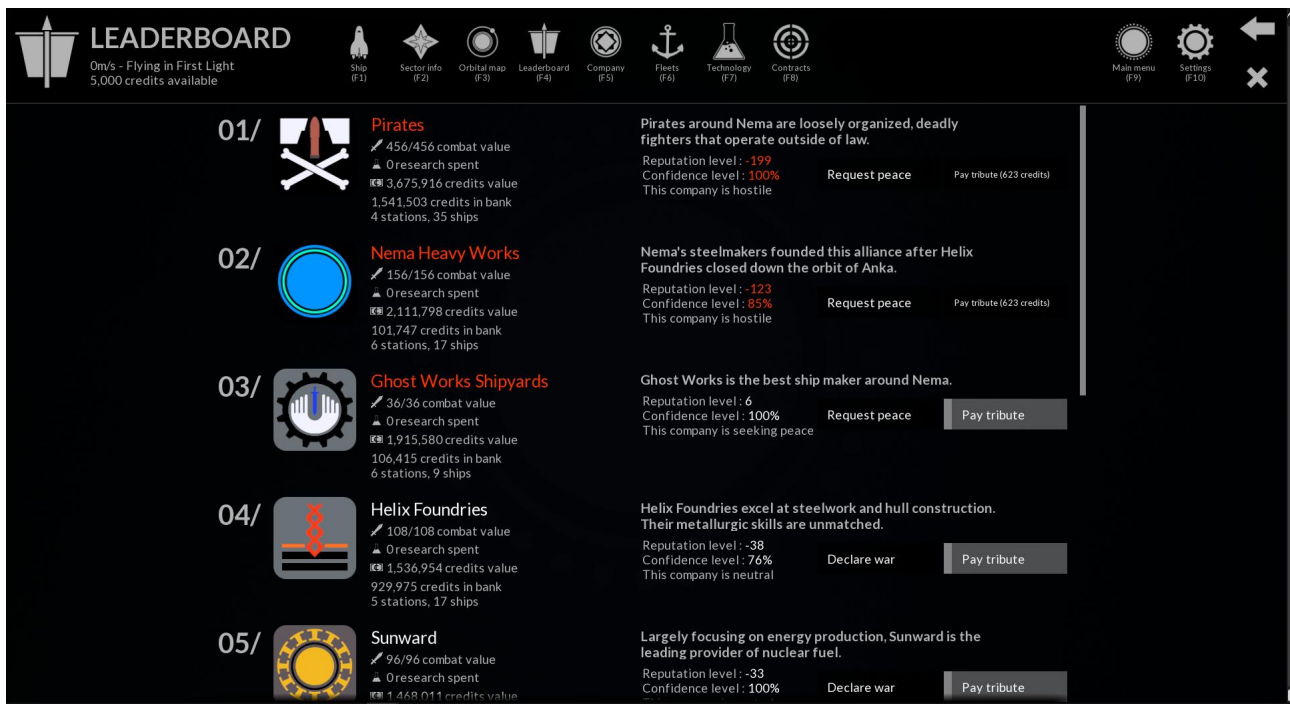 LEADERBOARD
0m/s - Flying in First Light
5,000 credits available
Ship
(F1)
Sector info
(F2)
Orbital map
(F3)
Leaderboard
(F4)
Company
(F5)
Fleets
(F6)
Technology
(F7)
Contracts
(F8)
Main menu
(F9)
Settings
(F10)
01/
Pirates
456/456 combat value
0 research spent
3,675,916 credits value
1,541,503 credits in bank
4 stations, 35 ships
Pirates around Nema are loosely organized, deadly
fighters that operate outside of law.
Reputation level : -199
Confidence level : 100%
This company is hostile
Request peace
Pay tribute (623 credits)
02/
Nema Heavy Works
156/156 combat value
0 research spent
2,111,798 credits value
101,747 credits in bank
6 stations, 17 ships
Nema's steelmakers founded this alliance after Helix
Foundries closed down the orbit of Anka.
Reputation level : -123
Confidence level : 85%
This company is hostile
Request peace
Pay tribute (623 credits)
03/
Ghost Works Shipyards
36/36 combat value
0 research spent
1,915,580 credits value
106,415 credits in bank
6 stations, 9 ships
Ghost Works is the best ship maker around Nema.
Reputation level : 6
Confidence level : 100%
This company is seeking peace
Request peace
Pay tribute
04/
Helix Foundries
108/108 combat value
0 research spent
1,536,954 credits value
929,975 credits in bank
5 stations, 17 ships
Helix Foundries excel at steelwork and hull construction.
Their metallurgic skills are unmatched.
Reputation level : -38
Confidence level : 76%
This company is neutral
Declare war
Pay tribute
05/
Sunward
96/96 combat value
0 research spent
1,468,011 credits value
Largely focusing on energy production, Sunward is the
leading provider of nuclear fuel.
Reputation level : -33
Confidence level : 100%
Declare war
Pay tribute